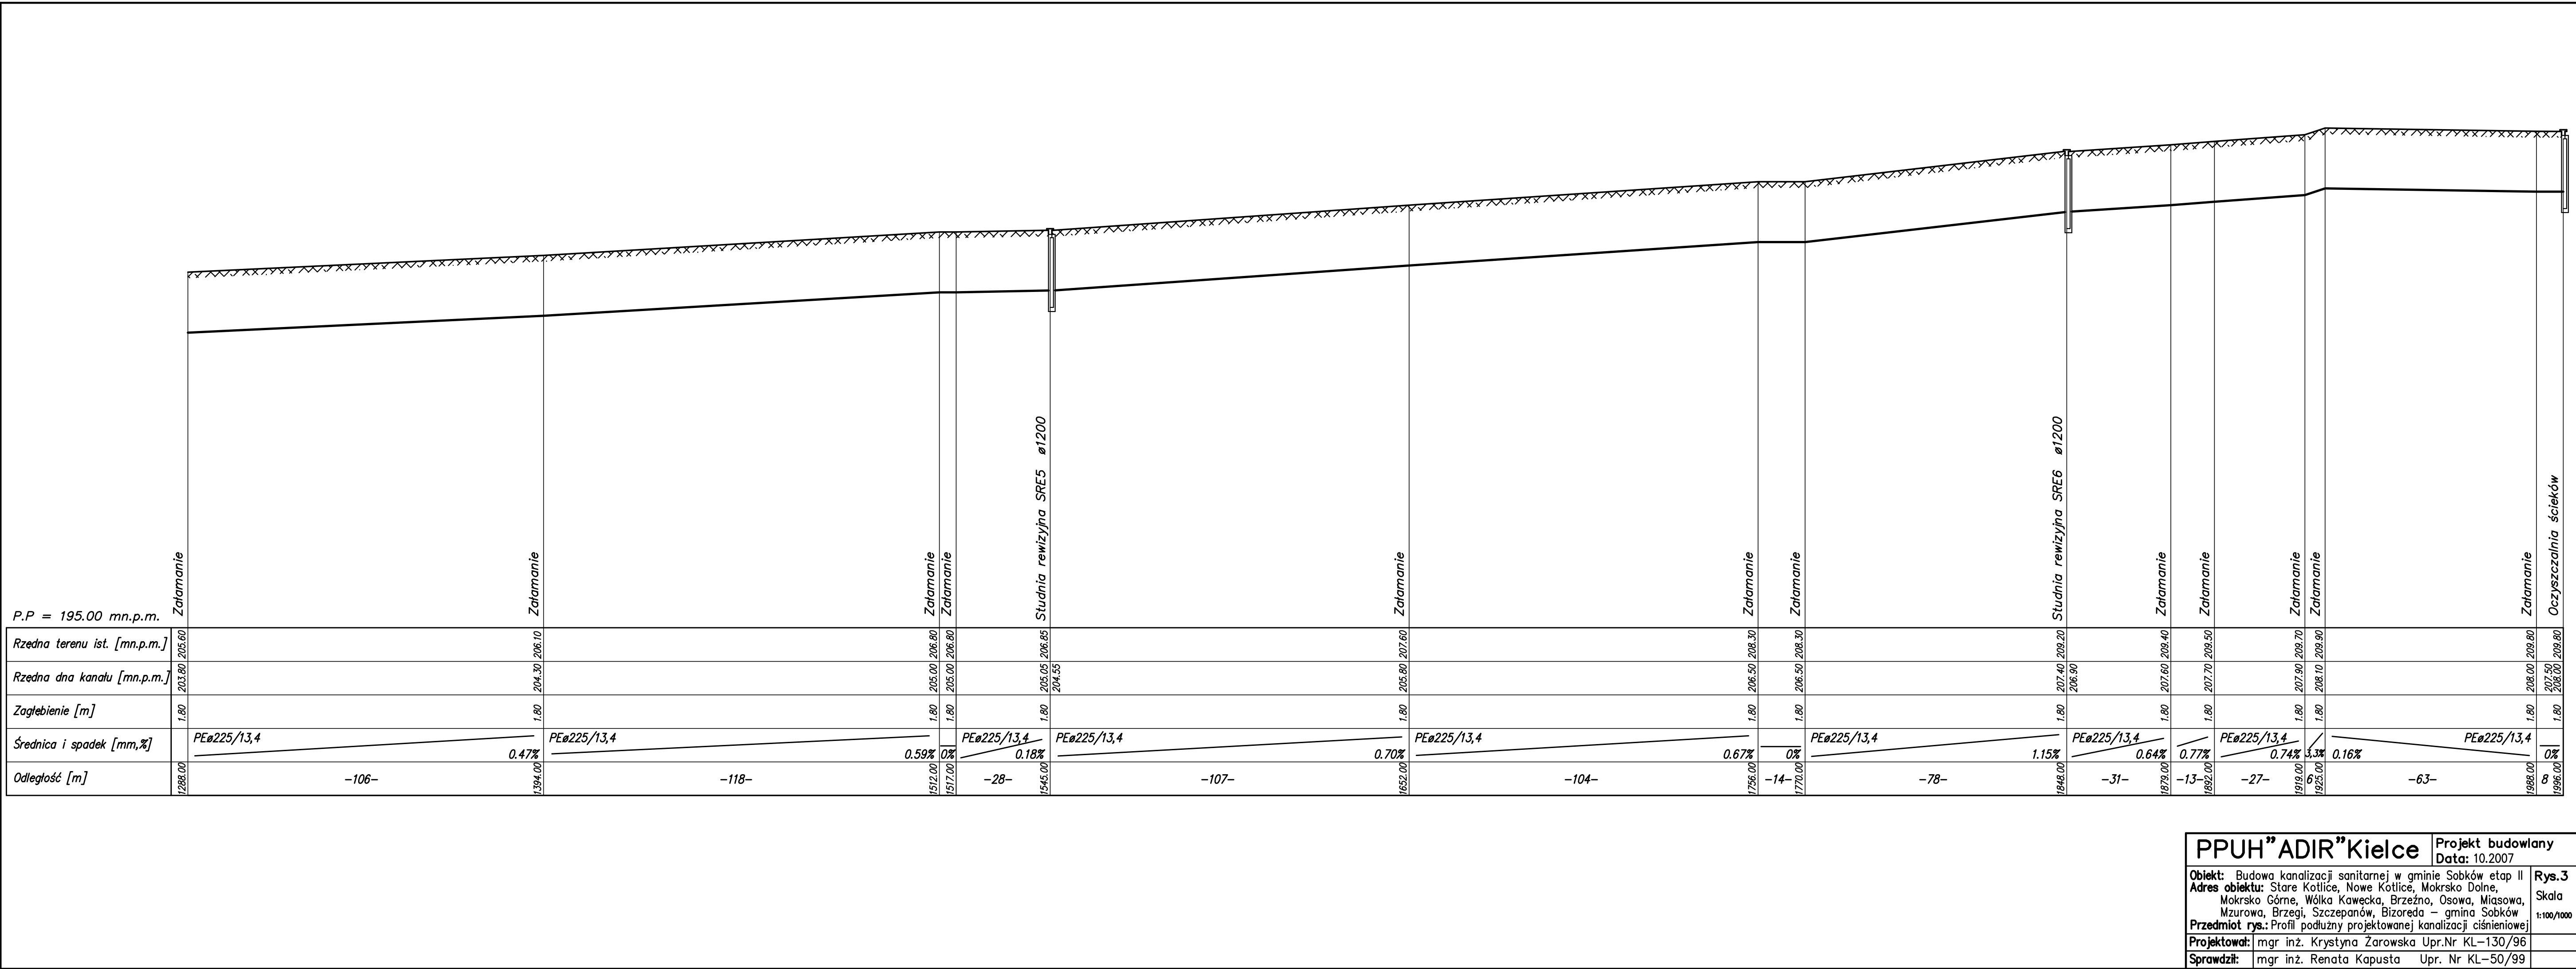 Załamanie
Załamanie
Załamanie
Załamanie
Studnia rewizyjna SRE5 ø1200
Załamanie
Załamanie
Załamanie
Studnia rewizyjna SRE6 ø1200
Załamanie
Załamanie
Załamanie
Załamanie
Załamanie
Oczyszczalnia ścieków
P.P = 195.00 mn.p.m.
Rzędna terenu ist. [mn.p.m.] 205.60 206.10 206.80 206.80 206.85 207.60 208.30 208.30 209.20 209.40 209.50 209.70 209.90 209.80 209.80
Rzędna dna kanału [mn.p.m.] 203.80 204.30 205.00 205.00 205.05 204.55 205.80 206.50 206.50 207.40 206.90 207.60 207.70 207.90 208.10 208.00 207.50 208.00
Zagłębienie [m] 1.80 1.80 1.80 1.80 1.80 1.80 1.80 1.80 1.80 1.80 1.80 1.80 1.80 1.80 1.80
Średnica i spadek [mm,%] PEø225/13,4 0.47% PEø225/13,4 0.59% 0% PEø225/13,4 0.18% PEø225/13,4 0.70% PEø225/13,4 0.67% 0% PEø225/13,4 1.15% PEø225/13,4 0.64% 0.77% PEø225/13,4 0.74% 3,3% 0.16% PEø225/13,4 0%
Odległość [m] 1288.00 -106- 1394.00 -118- 1512.00 1517.00 -28- 1545.00 -107- 1652.00 -104- 1756.00 -14- 1770.00 -78- 1848.00 -31- 1879.00 -13- 1892.00 -27- 1919.00 6 1925.00 -63- 1988.00 8 1996.00
PPUH"ADIR"Kielce
Projekt budowlany
Data: 10.2007
Obiekt: Budowa kanalizacji sanitarnej w gminie Sobków etap II
Adres obiektu: Stare Kotlice, Nowe Kotlice, Mokrsko Dolne,
Mokrsko Górne, Wólka Kawęcka, Brzeźno, Osowa, Miąsowa,
Mzurowa, Brzegi, Szczepanów, Bizoręda – gmina Sobków
Przedmiot rys.: Profil podłużny projektowanej kanalizacji ciśnieniowej
Rys.3
Skala
1:100/1000
Projektował: mgr inż. Krystyna Żarowska Upr.Nr KL-130/96
Sprawdził: mgr inż. Renata Kapusta Upr. Nr KL-50/99